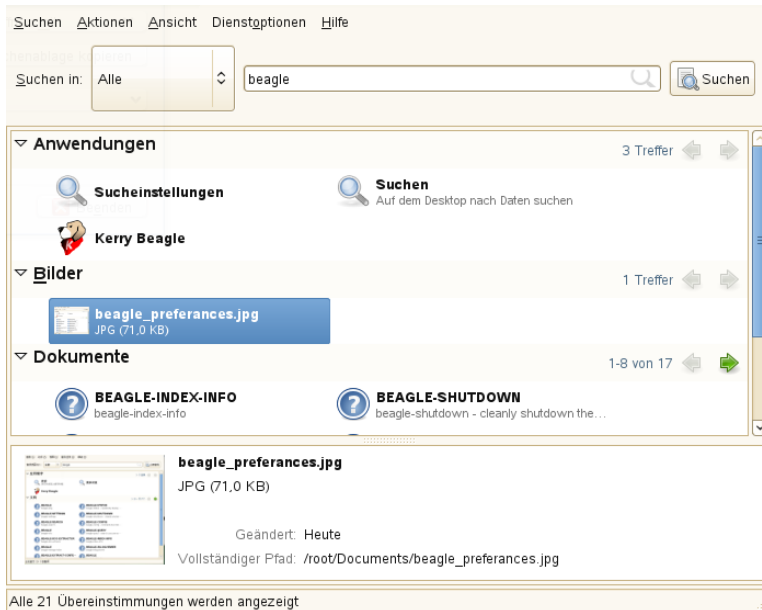 Suchen Aktionen Ansicht Dienstoptionen Hilfe
Suchen in: Alle beagle Suchen
Anwendungen 3 Treffer
Sucheinstellungen
Suchen
Auf dem Desktop nach Daten suchen
Kerry Beagle
Bilder 1 Treffer
beagle_preferances.jpg
JPG (71,0 KB)
Dokumente 1-8 von 17
BEAGLE-INDEX-INFO
beagle-index-info
BEAGLE-SHUTDOWN
beagle-shutdown - cleanly shutdown the...
beagle_preferances.jpg
JPG (71,0 KB)
Geändert: Heute
Vollständiger Pfad: /root/Documents/beagle_preferances.jpg
Alle 21 Übereinstimmungen werden angezeigt